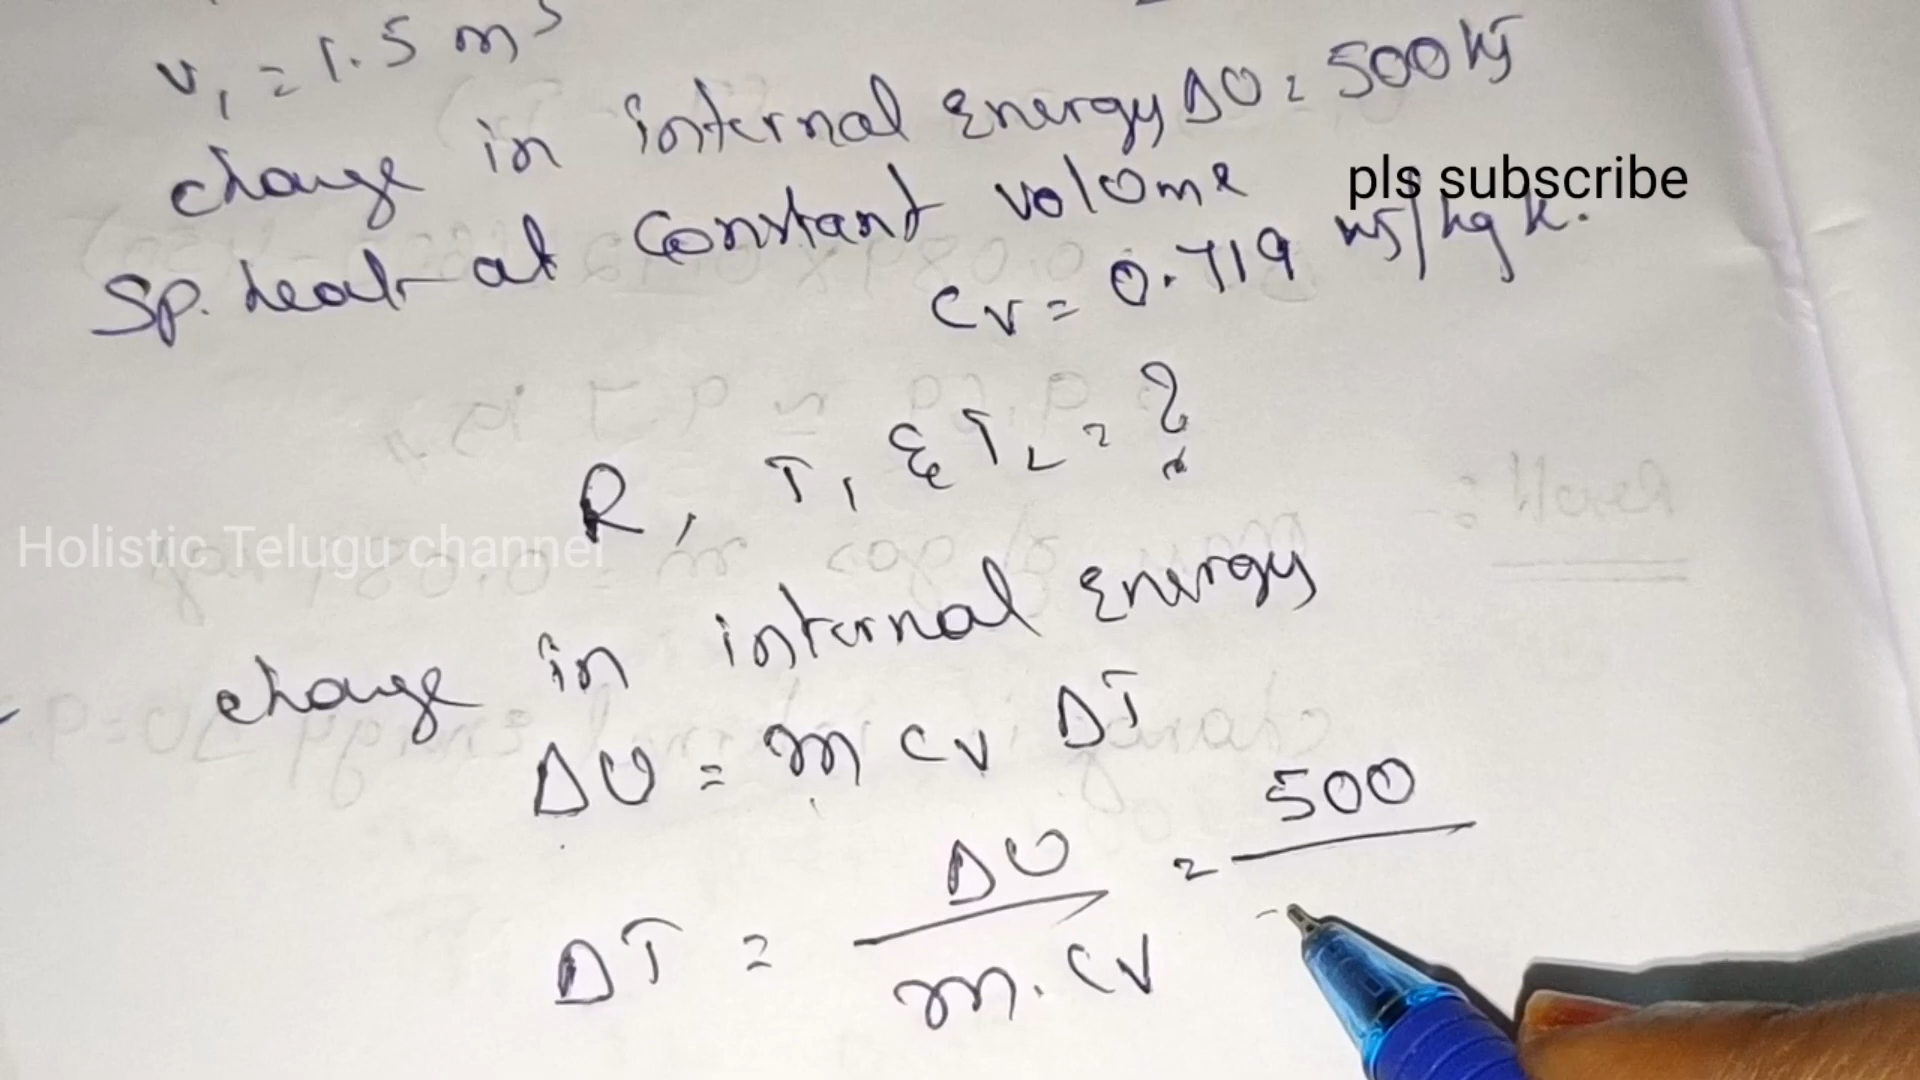 v₁ = 1.5 m³
change in internal energy ΔU = 500 kJ
pls subscribe
Sp. heat at constant volume
Cv = 0.719 kJ/kg k.
R, T₁ & T₂ = ?
Holistic Telugu channel
change in internal energy
ΔU = m Cv ΔT
ΔT = ΔU / m. Cv = 500